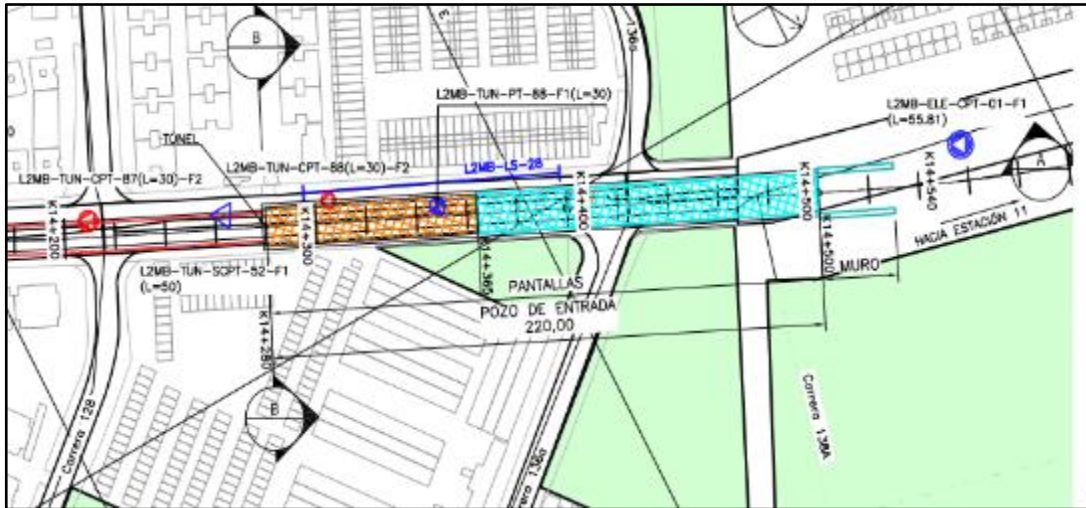 B
136a
L2MB-TUN-PT-88-F1(L=30)
L2MB-ELE-CPT-01-F1
(L=55.81)
TÚNEL
L2MB-TUN-CPT-88(L=30)-F2
L2MB-LS-28
L2MB-TUN-CPT-87(L=30)-F2
K14+200
K14+300
K14+400
K14+500
K14+540
A
HACIA ESTACIÓN 11
L2MB-TUN-SCPT-52-F1
(L=50)
K14+365
K14+500
MURO
PANTALLAS
POZO DE ENTRADA
220,00
K14+280
B
Carrera 128
136a
Carrera 138A